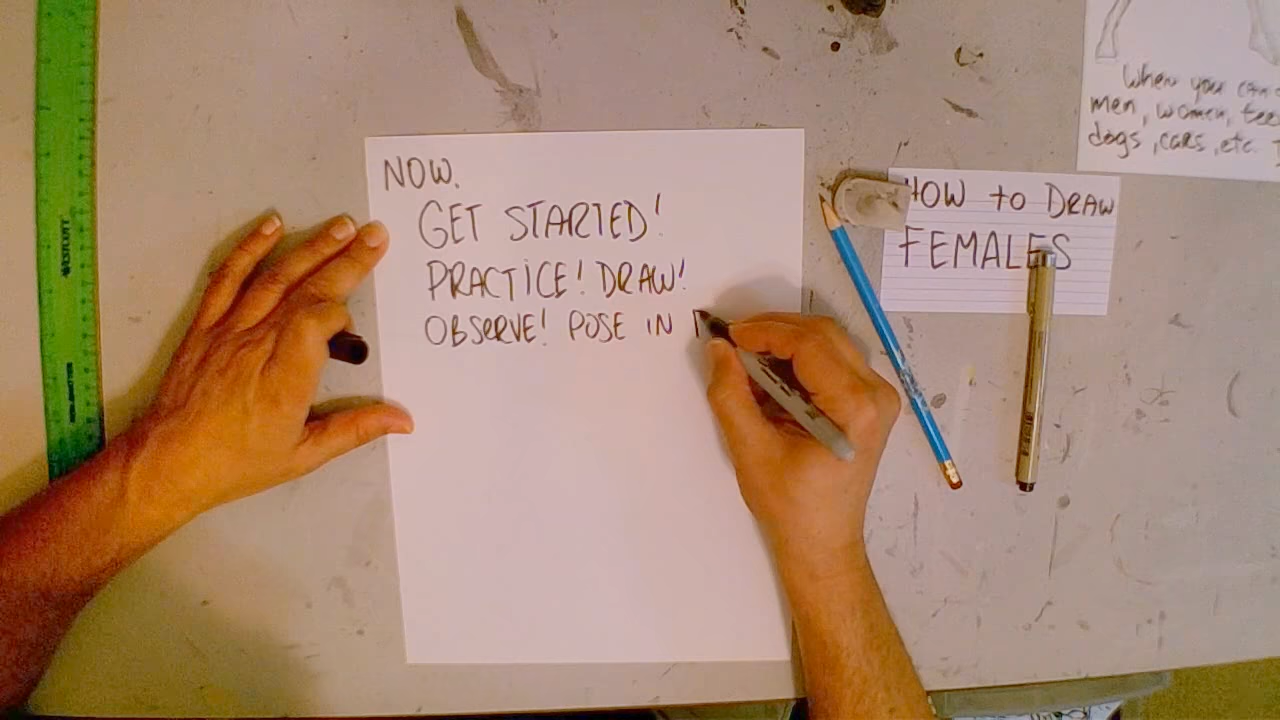 NOW.
GET STARTED!
PRACTICE! DRAW!
OBSERVE! POSE IN
HOW to DRAW
FEMALES
When you can
men, women,
dogs, cars, etc.
WESTCOTT